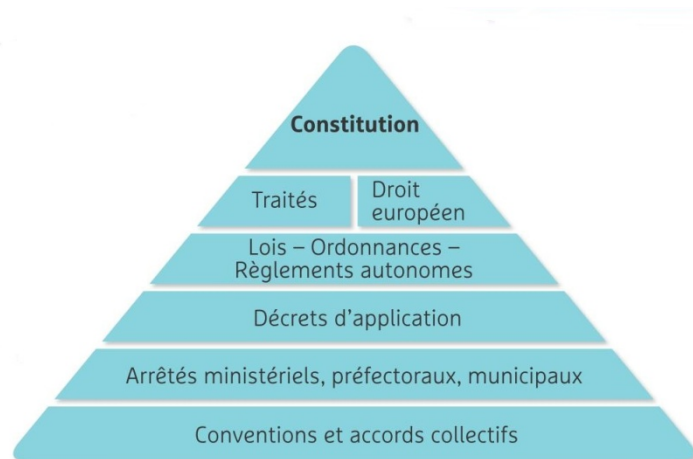 Constitution
Traités
Droit
européen
Lois – Ordonnances –
Règlements autonomes
Décrets d’application
Arrêtés ministériels, préfectoraux, municipaux
Conventions et accords collectifs